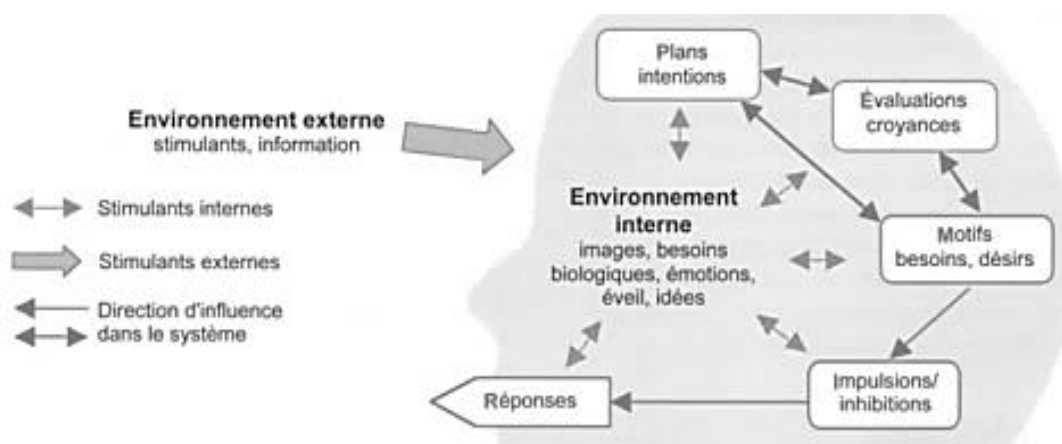 Plans
intentions
Évaluations
croyances
Environnement externe
stimulants, information
Stimulants internes
Stimulants externes
Direction d'influence
dans le système
Environnement
interne
images, besoins
biologiques, émotions,
éveil, idées
Motifs
besoins, désirs
Impulsions/
inhibitions
Réponses